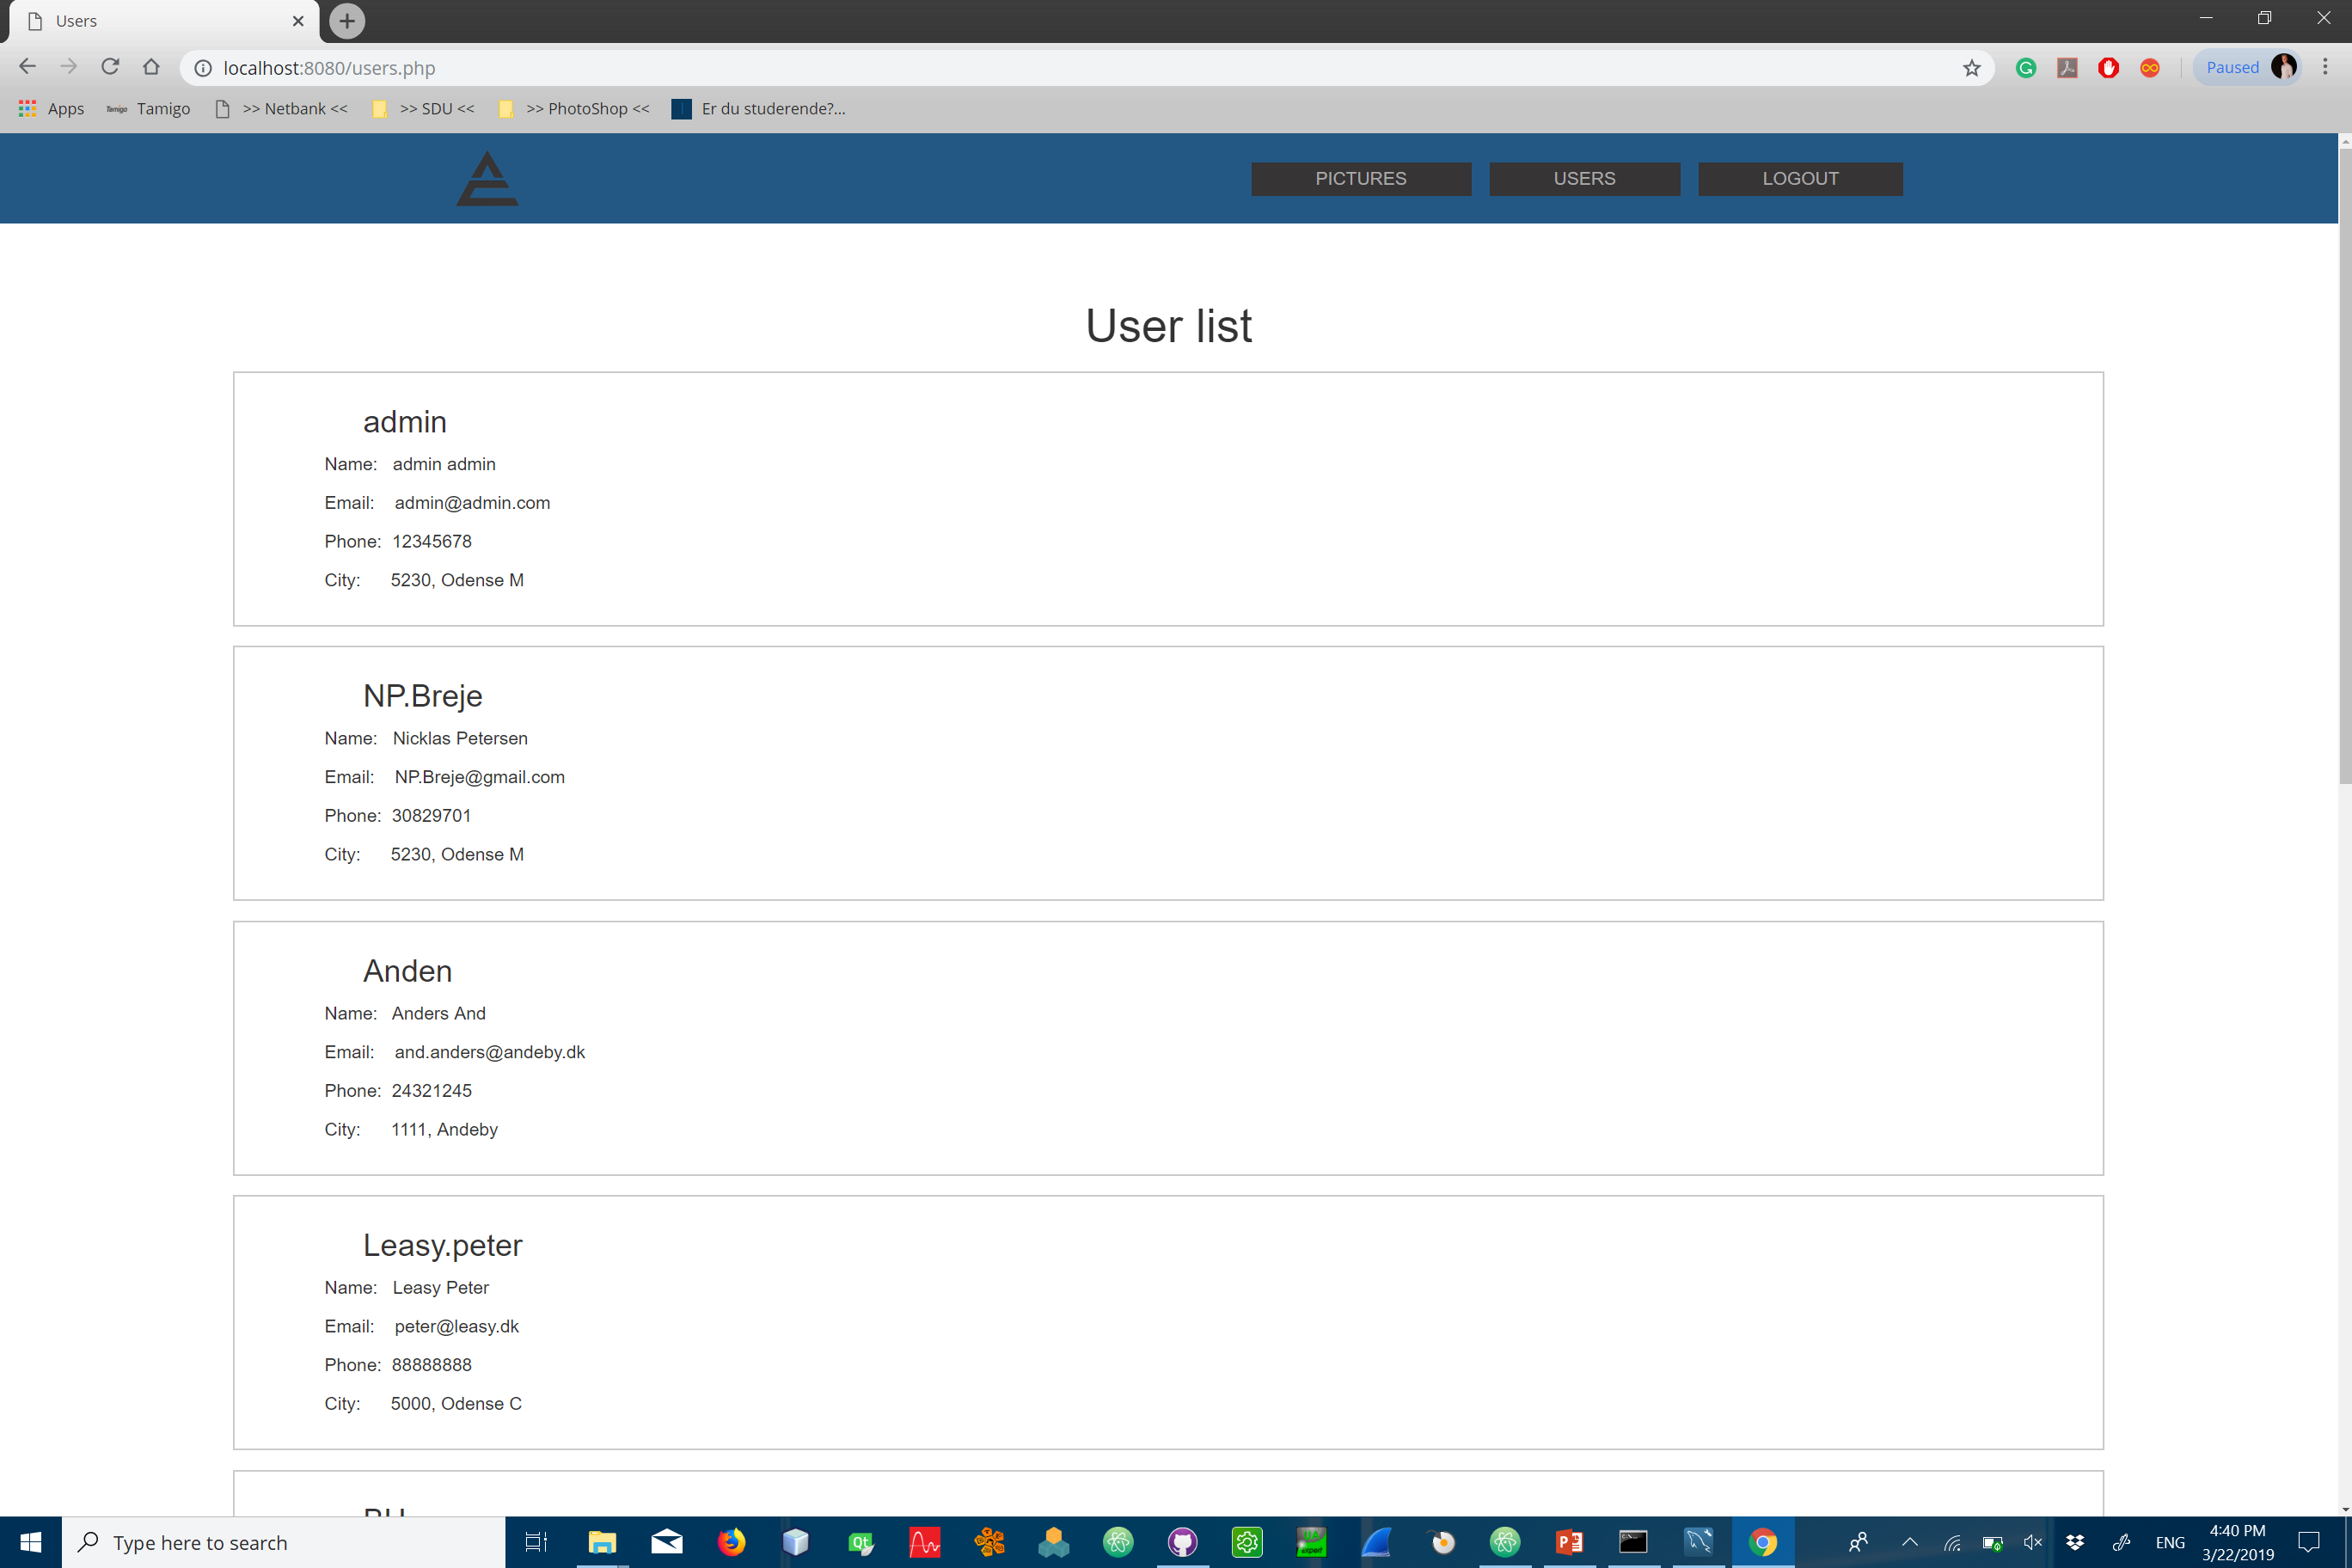 Users
localhost:8080/users.php
Paused
Apps Tamigo Tamigo >> Netbank << >> SDU << >> PhotoShop << Er du studerende?...
PICTURES USERS LOGOUT
User list
admin
Name: admin admin
Email: admin@admin.com
Phone: 12345678
City: 5230, Odense M
NP.Breje
Name: Nicklas Petersen
Email: NP.Breje@gmail.com
Phone: 30829701
City: 5230, Odense M
Anden
Name: Anders And
Email: and.anders@andeby.dk
Phone: 24321245
City: 1111, Andeby
Leasy.peter
Name: Leasy Peter
Email: peter@leasy.dk
Phone: 88888888
City: 5000, Odense C
Type here to search
Qt
UA
expert
ENG
4:40 PM
3/22/2019